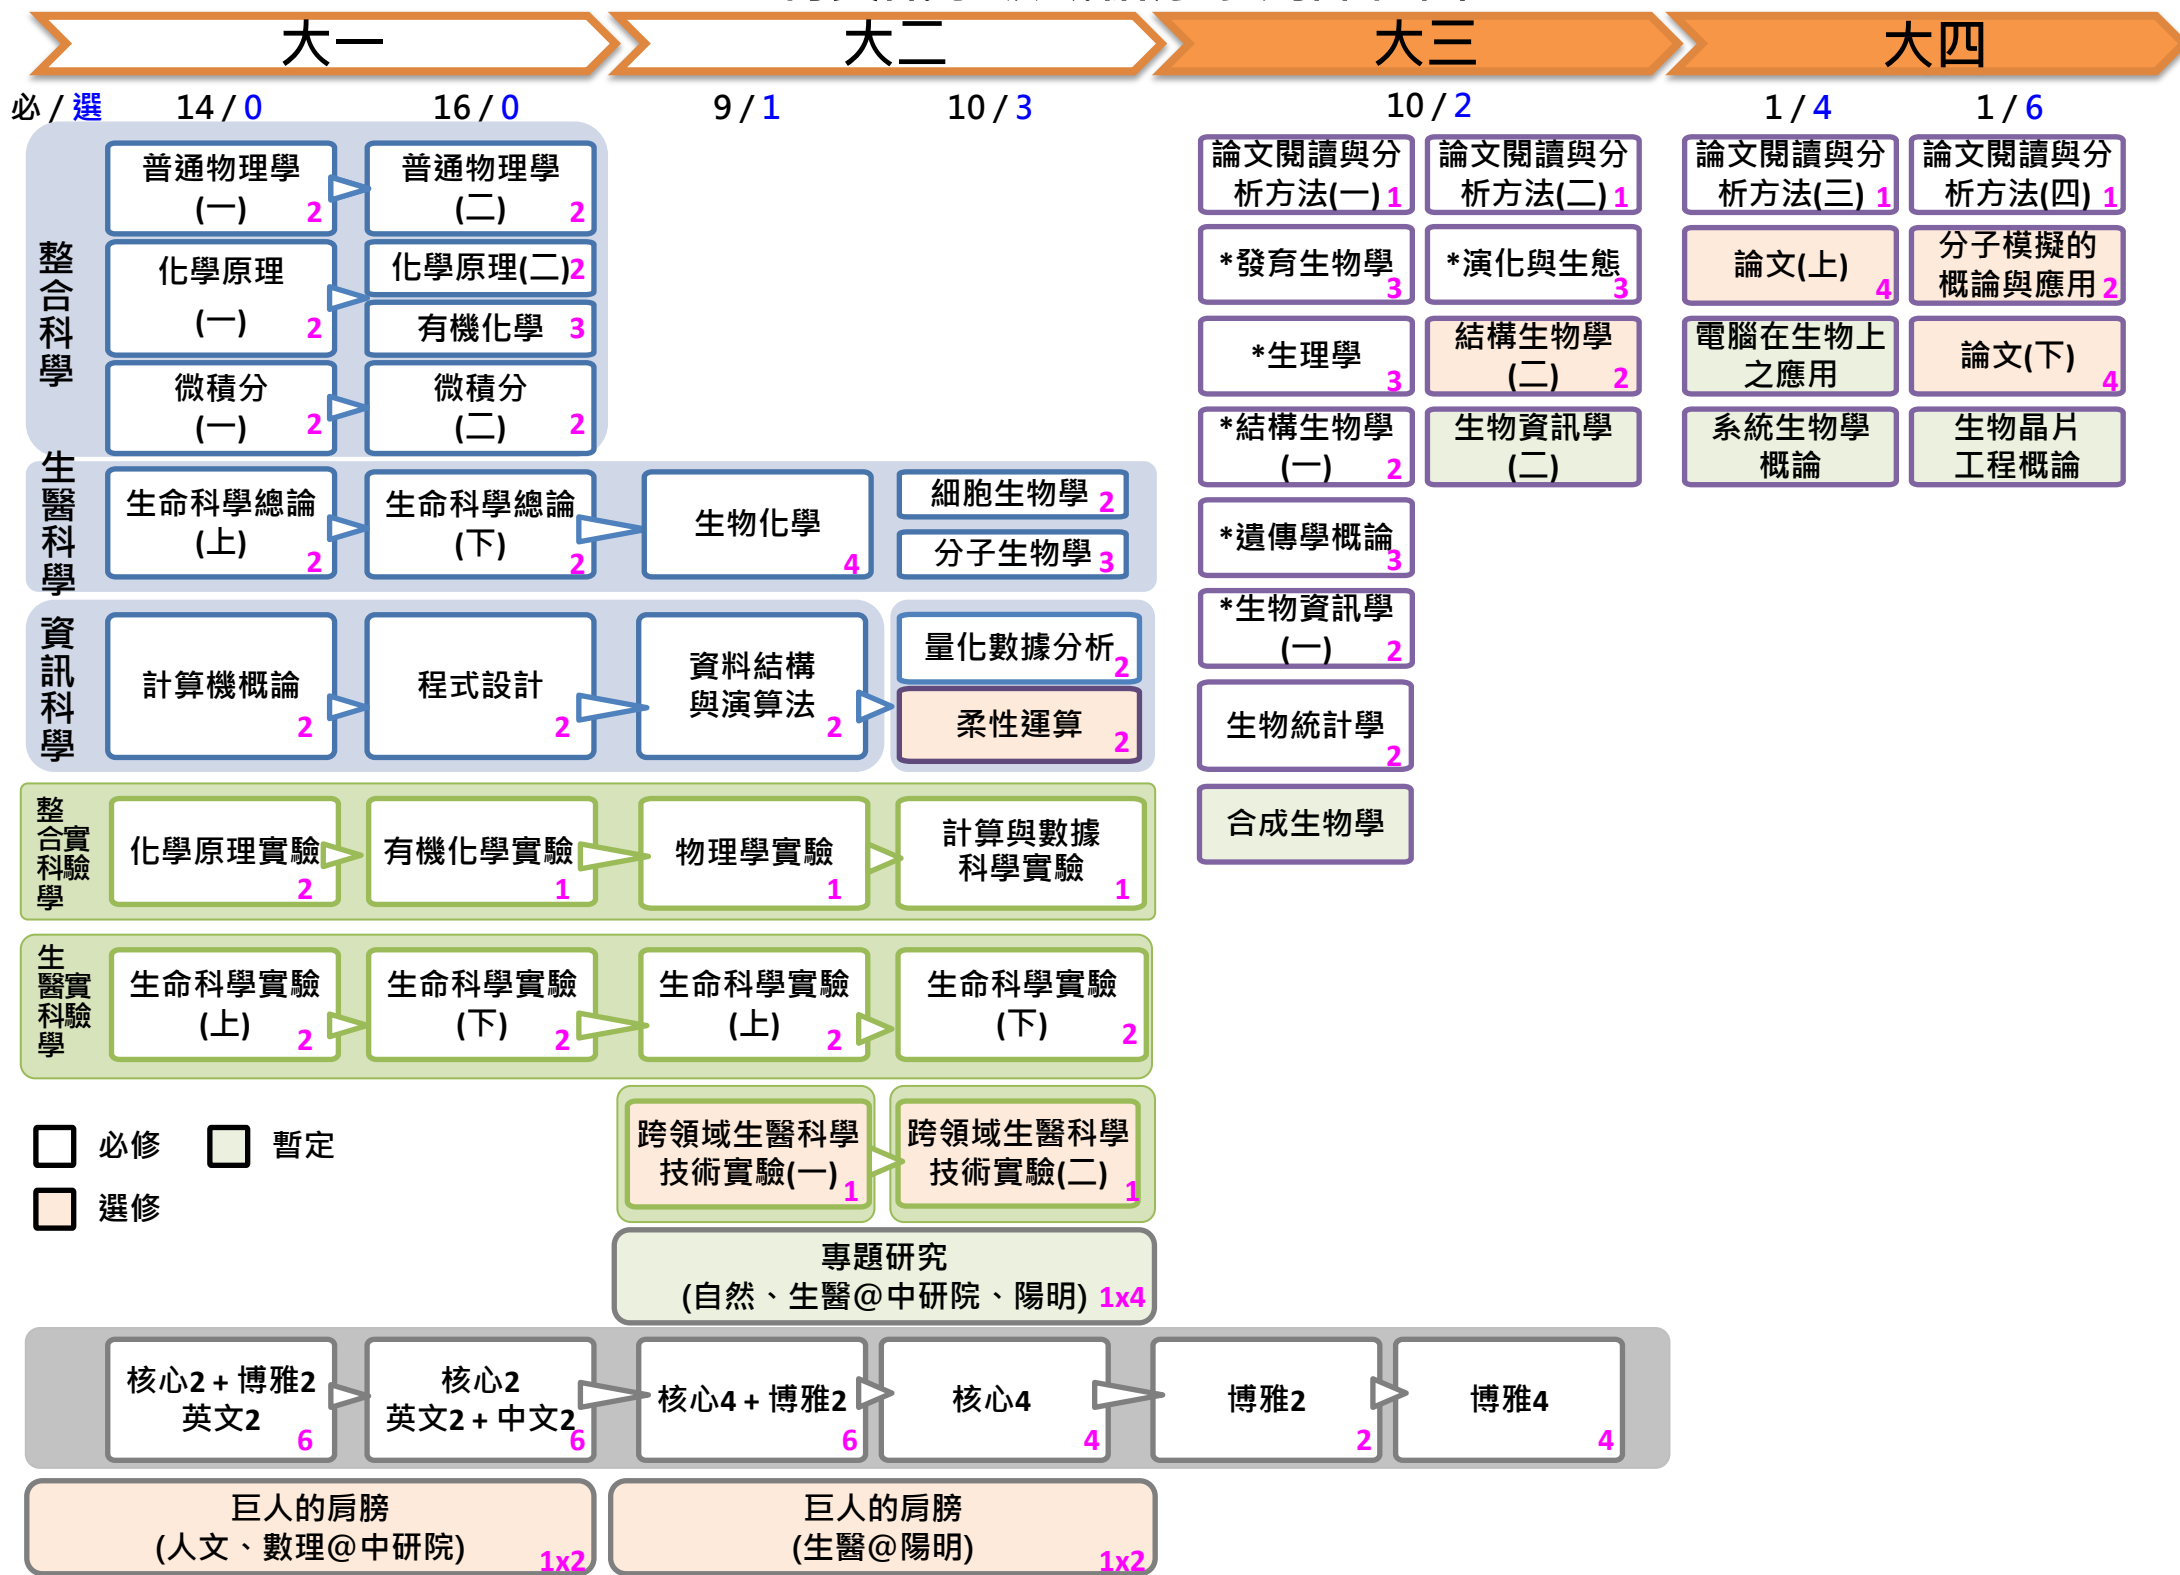 大一
大二
大三
大四
必 / 選
14 / 0
16 / 0
9 / 1
10 / 3
10 / 2
1 / 4
1 / 6
整合科學
普通物理學
(一)
2
普通物理學
(二)
2
化學原理
(一)
2
化學原理(二)
2
有機化學
3
微積分
(一)
2
微積分
(二)
2
生醫科學
生命科學總論
(上)
2
生命科學總論
(下)
2
生物化學
4
細胞生物學
2
分子生物學
3
資訊科學
計算機概論
2
程式設計
2
資料結構
與演算法
2
量化數據分析
2
柔性運算
2
整合科學
實驗
化學原理實驗
2
有機化學實驗
1
物理學實驗
1
計算與數據
科學實驗
1
生醫科學
實驗
生命科學實驗
(上)
2
生命科學實驗
(下)
2
生命科學實驗
(上)
2
生命科學實驗
(下)
2
跨領域生醫科學
技術實驗(一)
1
跨領域生醫科學
技術實驗(二)
1
專題研究
(自然、生醫@中研院、陽明)
1x4
論文閱讀與分
析方法(一)
1
論文閱讀與分
析方法(二)
1
論文閱讀與分
析方法(三)
1
論文閱讀與分
析方法(四)
1
*發育生物學
3
*演化與生態
3
論文(上)
4
分子模擬的
概論與應用
2
*生理學
3
結構生物學
(二)
2
電腦在生物上
之應用
論文(下)
4
*結構生物學
(一)
2
生物資訊學
(二)
系統生物學
概論
生物晶片
工程概論
*遺傳學概論
3
*生物資訊學
(一)
2
生物統計學
2
合成生物學
必修
暫定
選修
核心2 + 博雅2
英文2
6
核心2
英文2 + 中文2
6
核心4 + 博雅2
6
核心4
4
博雅2
2
博雅4
4
巨人的肩膀
(人文、數理@中研院)
1x2
巨人的肩膀
(生醫@陽明)
1x2